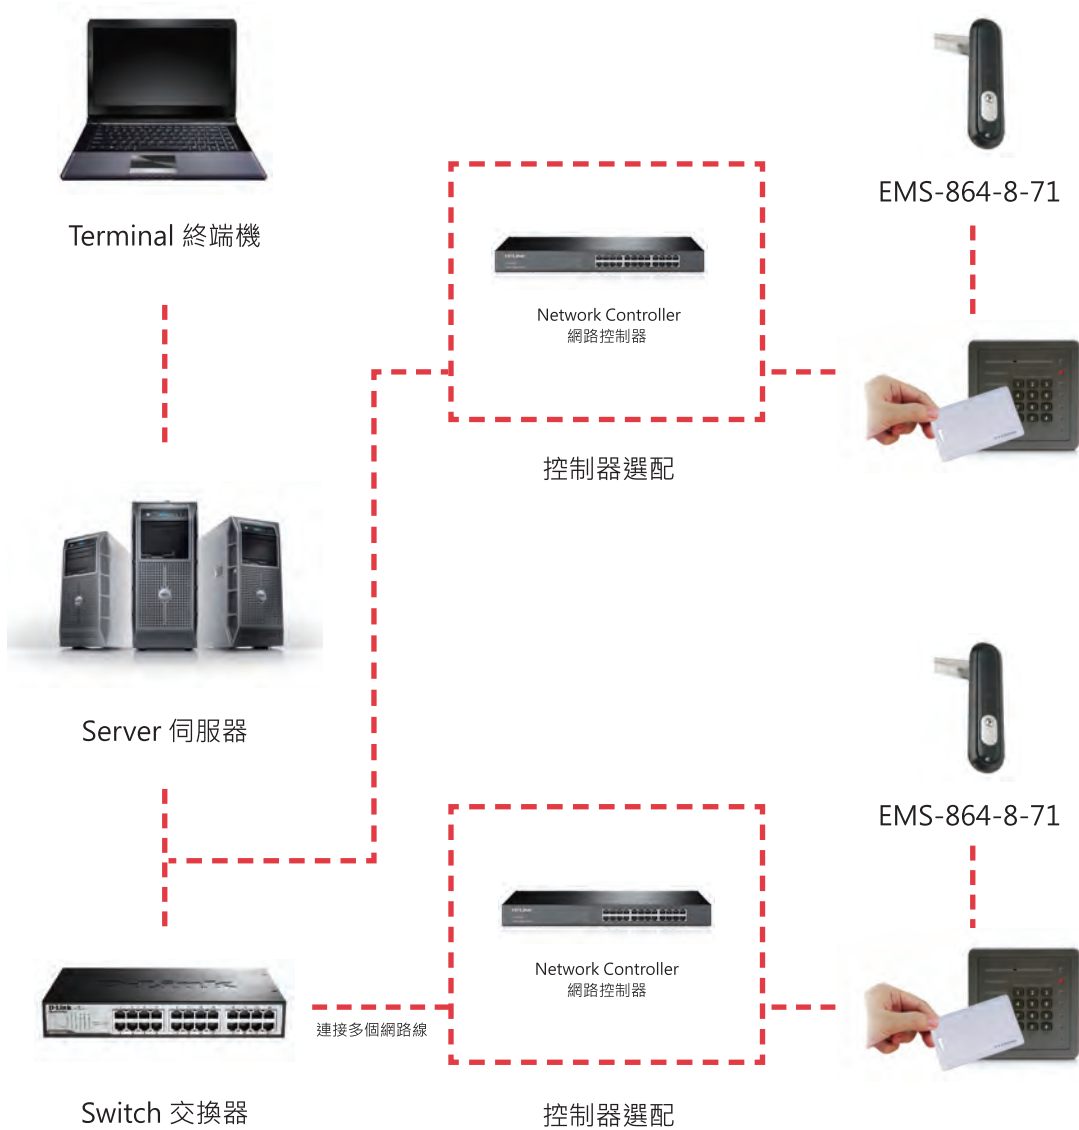 Terminal 終端機
EMS-864-8-71
Network Controller
網路控制器
控制器選配
Server 伺服器
EMS-864-8-71
Network Controller
網路控制器
D-Link
連接多個網路線
Switch 交換器
控制器選配